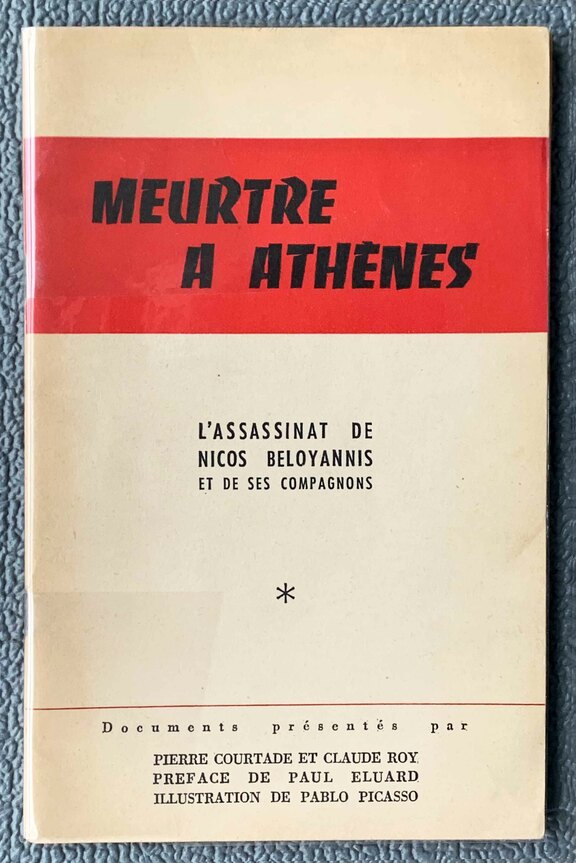 MEURTRE
A ATHÈNES
L'ASSASSINAT DE
NICOS BELOYANNIS
ET DE SES COMPAGNONS
*
Documents présentés par
PIERRE COURTADE ET CLAUDE ROY
PREFACE DE PAUL ELUARD
ILLUSTRATION DE PABLO PICASSO